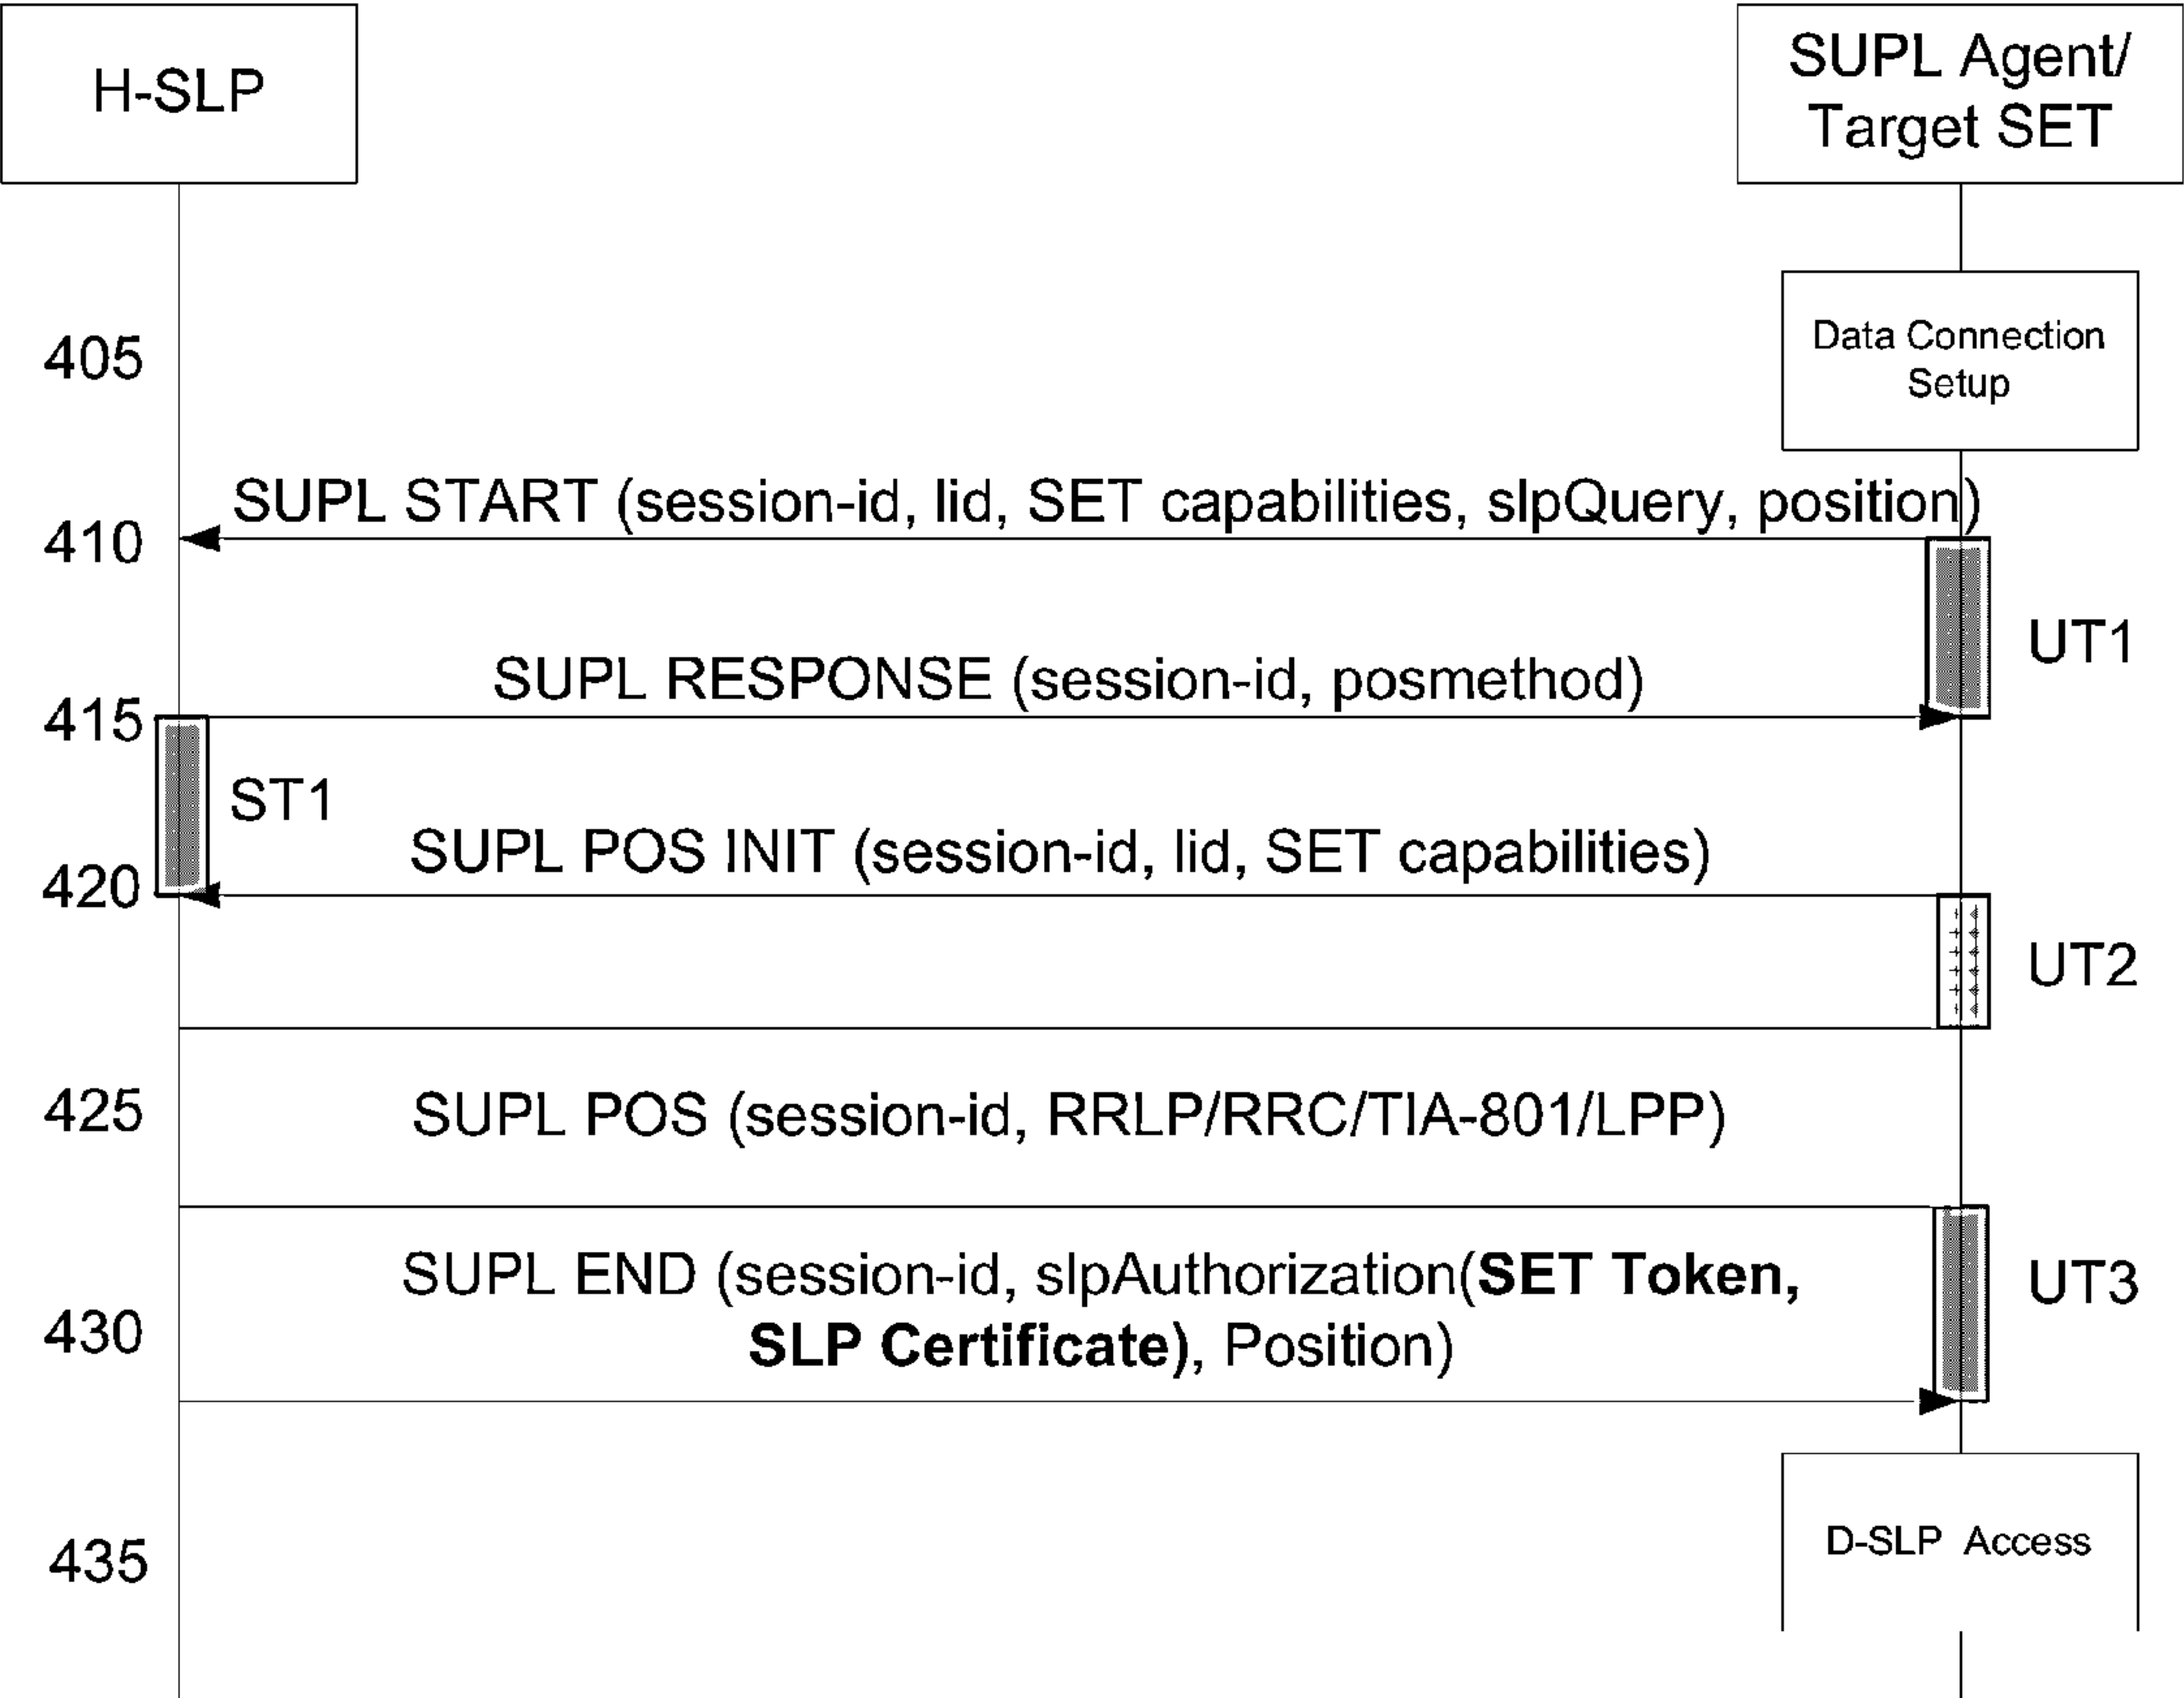 H-SLP
SUPL Agent/
Target SET
Data Connection
Setup
405
SUPL START (session-id, lid, SET capabilities, slpQuery, position)
410
UT1
SUPL RESPONSE (session-id, posmethod)
415
ST1
SUPL POS INIT (session-id, lid, SET capabilities)
420
UT2
425
SUPL POS (session-id, RRLP/RRC/TIA-801/LPP)
SUPL END (session-id, slpAuthorization(SET Token,
UT3
430
SLP Certificate), Position)
D-SLP Access
435